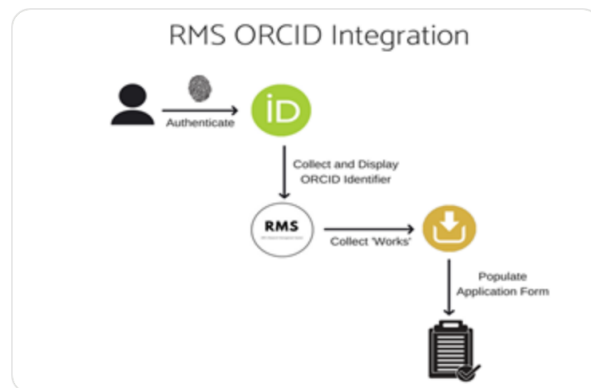 RMS ORCID Integration
iD
Authenticate
Collect and Display
ORCID Identifier
RMS
Collect 'Works'
Populate
Application Form